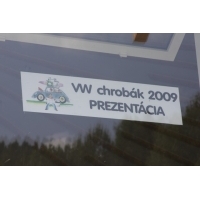 VW chrobák 2009
PREZENTÁCIA